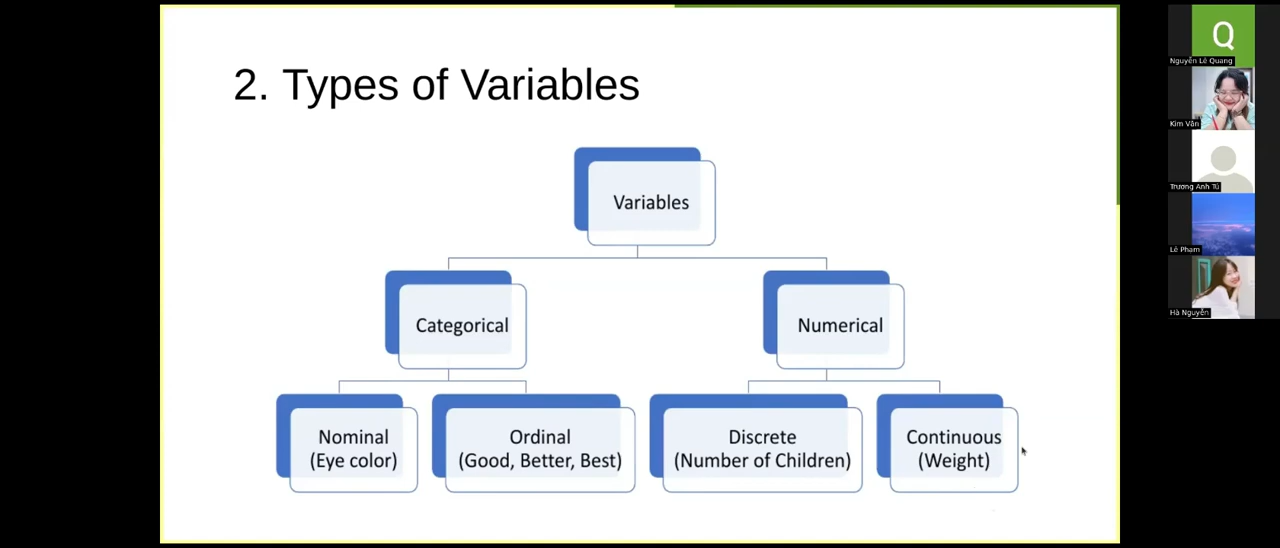 2. Types of Variables
Variables
Categorical
Numerical
Nominal
(Eye color)
Ordinal
(Good, Better, Best)
Discrete
(Number of Children)
Continuous
(Weight)
Q
Nguyễn Lê Quang
Kim Vân
Trương Anh Tú
Lê Phạm
Hà Nguyễn